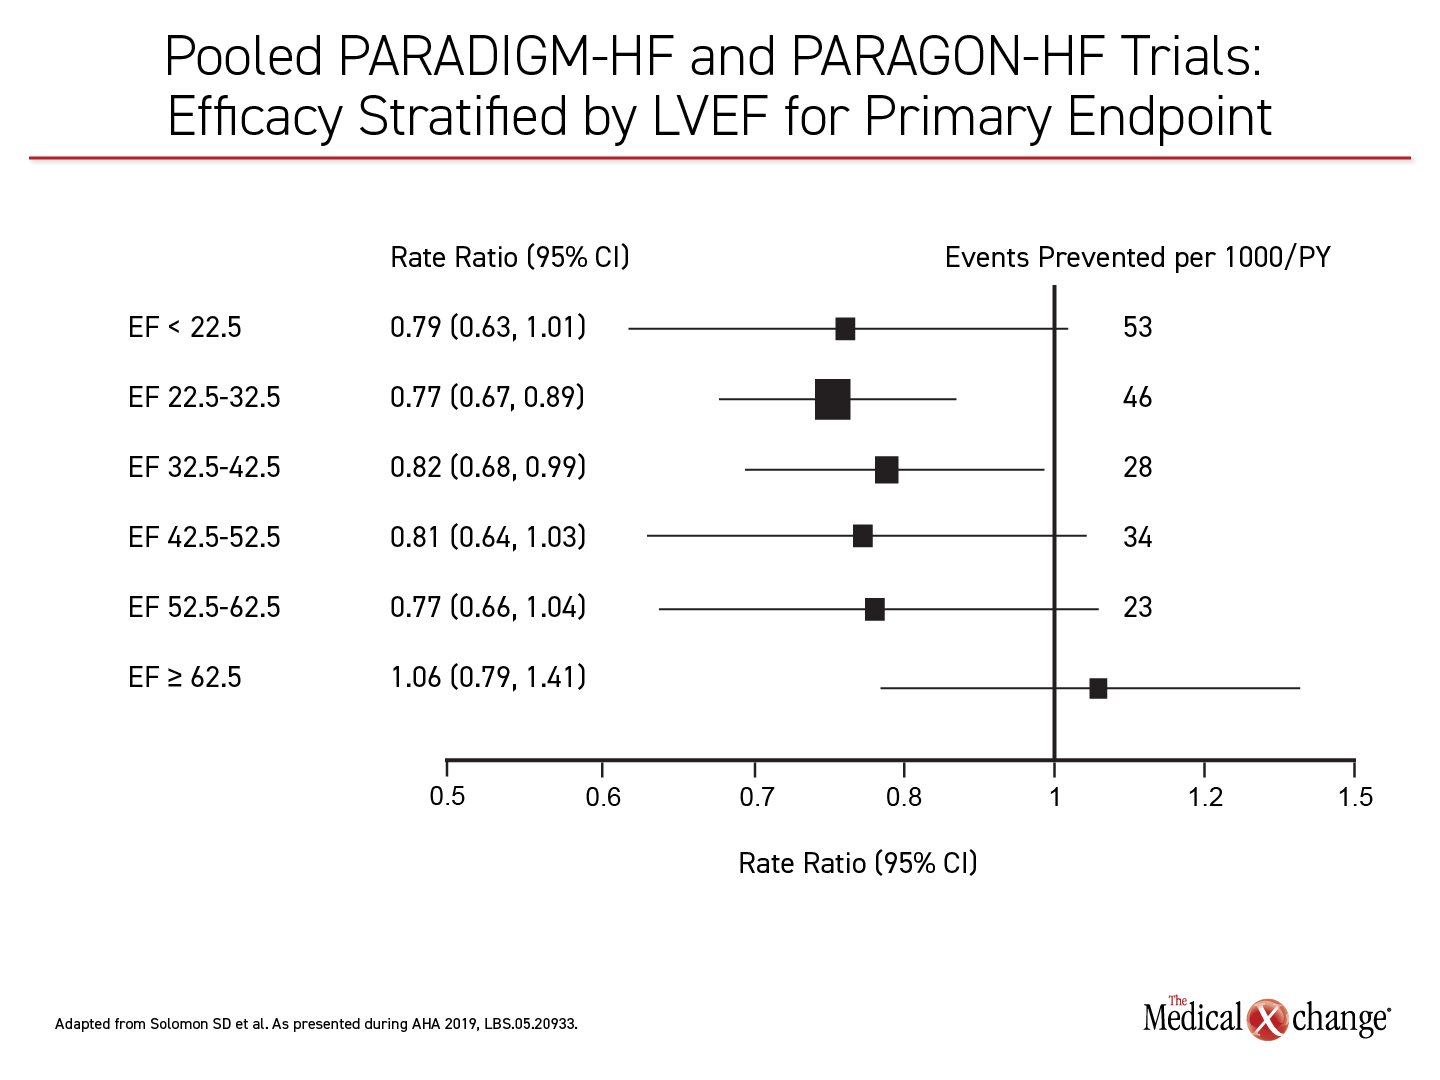 Pooled PARADIGM-HF and PARAGON-HF Trials:
Efficacy Stratified by LVEF for Primary Endpoint
Rate Ratio (95% CI) Events Prevented per 1000/PY
EF < 22.5 0.79 (0.63, 1.01) 53
EF 22.5-32.5 0.77 (0.67, 0.89) 46
EF 32.5-42.5 0.82 (0.68, 0.99) 28
EF 42.5-52.5 0.81 (0.64, 1.03) 34
EF 52.5-62.5 0.77 (0.66, 1.04) 23
EF ≥ 62.5 1.06 (0.79, 1.41)
0.5 0.6 0.7 0.8 1 1.2 1.5
Rate Ratio (95% CI)
Adapted from Solomon SD et al. As presented during AHA 2019, LBS.05.20933.
The
Medical X change